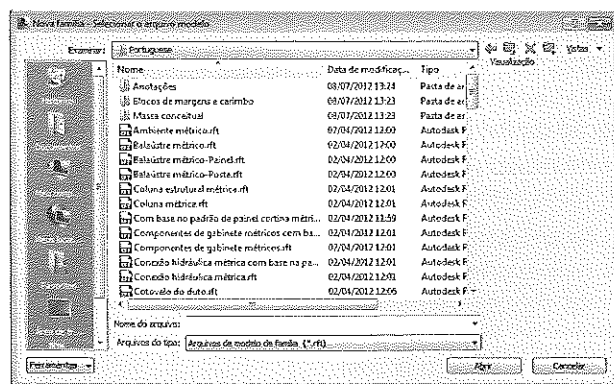 Nova família - Selecionar o arquivo modelo
Examinar: Portuguese Vistas
Visualização
Nome Data de modificaç... Tipo
Anotações 03/07/2012 13:24 Pasta de ar
Blocos de margens e carimbo 03/07/2012 13:23 Pasta de ar
Massa conceitual 03/07/2012 13:23 Pasta de ar
Ambiente métrico.rft 02/04/2012 12:00 Autodesk F
Balaústre métrico.rft 02/04/2012 12:00 Autodesk F
Balaústre métrico-Painel.rft 02/04/2012 12:00 Autodesk F
Balaústre métrico-Poste.rft 02/04/2012 12:00 Autodesk F
Coluna estrutural métrica.rft 02/04/2012 12:01 Autodesk F
Coluna métrica.rft 02/04/2012 12:01 Autodesk F
Com base no padrão de painel cortina métri... 02/04/2012 11:59 Autodesk F
Componentes de gabinete métricos com ba... 02/04/2012 12:01 Autodesk F
Componentes de gabinete métricos.rft 02/04/2012 12:01 Autodesk F
Conexão hidráulica métrica com base na pa... 02/04/2012 12:01 Autodesk F
Conexão hidráulica métrica.rft 02/04/2012 12:01 Autodesk F
Cotovelo do duto.rft 02/04/2012 12:06 Autodesk F
Nome do arquivo:
Arquivos do tipo: Arquivos de modelo de família (*.rft)
Ferramentas Abrir Cancelar